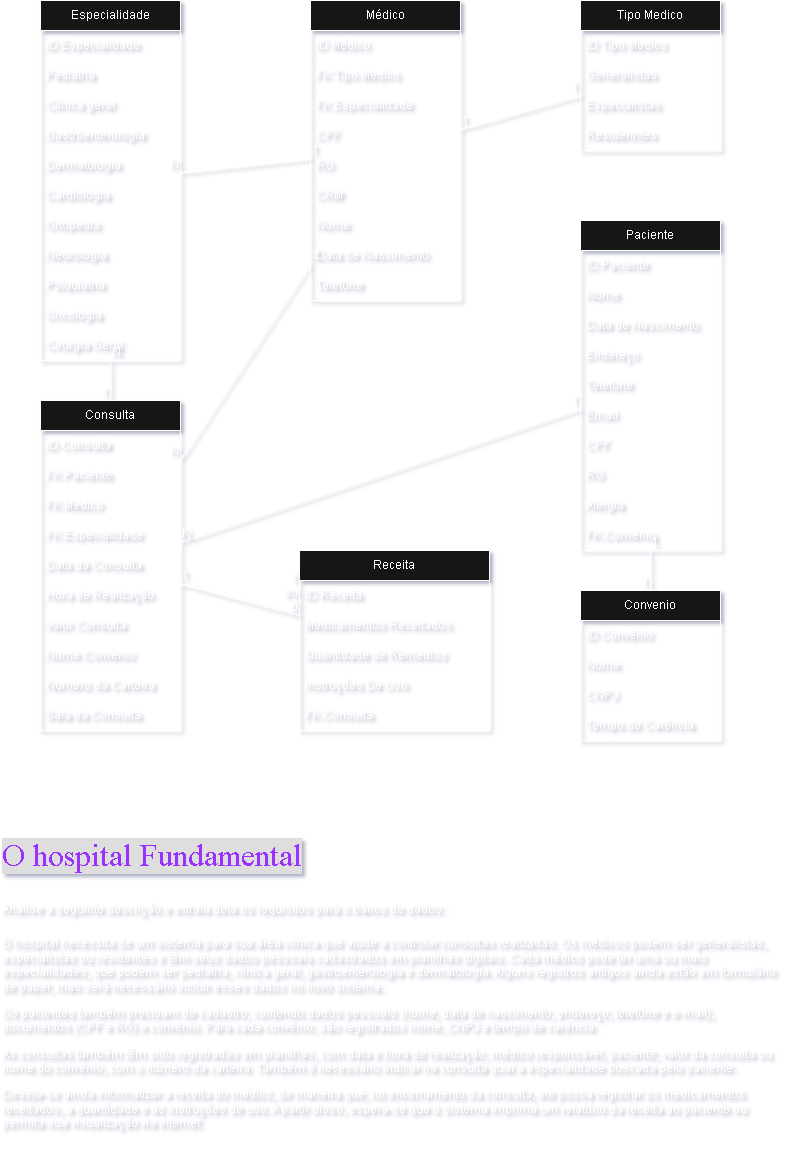 Especialidade
ID Especialidade
Pediatria
Clinica geral
Gastroenterologia
Dermatologia
Cardiologia
Ortopedia
Neurologia
Psiquiatria
Oncologia
Cirurgia Geral
Médico
ID Médico
FK Tipo Medico
FK Especialidade
CPF
RG
CRM
Nome
Data de Nascimento
Telefone
Tipo Medico
ID Tipo Medico
Generalistas
Especialistas
Residenntes
Paciente
ID Paciente
Nome
Data de Nascimento
Endereço
Telefone
Email
CPF
RG
Alergia
FK Convenio
Consulta
ID Consulta
FK Paciente
FK Medico
FK Especialidade
Data da Consulta
Hora de Realização
Valor Consulta
Nome Convenio
Numero da Carteira
Sala da Consulta
Receita
ID Receita
Medicamentos Receitados
Quantidade de Remedios
Instruções De Uso
FK Consulta
Convenio
ID Convênio
Nome
CNPJ
Tempo de Carência
N
1
1
1
N
1
N
1
N
1
1
1
1
O hospital Fundamental
Analise a seguinte descrição e extraia dela os requisitos para o banco de dados:
O hospital necessita de um sistema para sua área clínica que ajude a controlar consultas realizadas. Os médicos podem ser generalistas,
especialistas ou residentes e têm seus dados pessoais cadastrados em planilhas digitais. Cada médico pode ter uma ou mais
especialidades, que podem ser pediatria, clínica geral, gastroenterologia e dermatologia. Alguns registros antigos ainda estão em formulário
de papel, mas será necessário incluir esses dados no novo sistema.
Os pacientes também precisam de cadastro, contendo dados pessoais (nome, data de nascimento, endereço, telefone e e-mail),
documentos (CPF e RG) e convênio. Para cada convênio, são registrados nome, CNPJ e tempo de carência.
As consultas também têm sido registradas em planilhas, com data e hora de realização, médico responsável, paciente, valor da consulta ou
nome do convênio, com o número da carteira. Também é necessário indicar na consulta qual a especialidade buscada pelo paciente.
Deseja-se ainda informatizar a receita do médico, de maneira que, no encerramento da consulta, ele possa registrar os medicamentos
receitados, a quantidade e as instruções de uso. A partir disso, espera-se que o sistema imprima um relatório da receita ao paciente ou
permita sua visualização via internet.